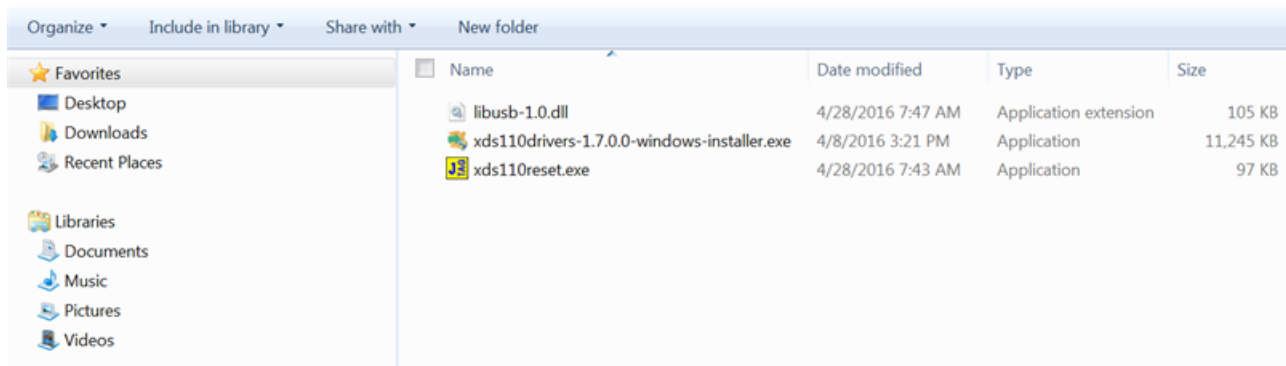 Organize Include in library Share with New folder
Favorites
Desktop
Downloads
Recent Places
Libraries
Documents
Music
Pictures
Videos
Name Date modified Type Size
libusb-1.0.dll 4/28/2016 7:47 AM Application extension 105 KB
xds110drivers-1.7.0.0-windows-installer.exe 4/8/2016 3:21 PM Application 11,245 KB
xds110reset.exe 4/28/2016 7:43 AM Application 97 KB